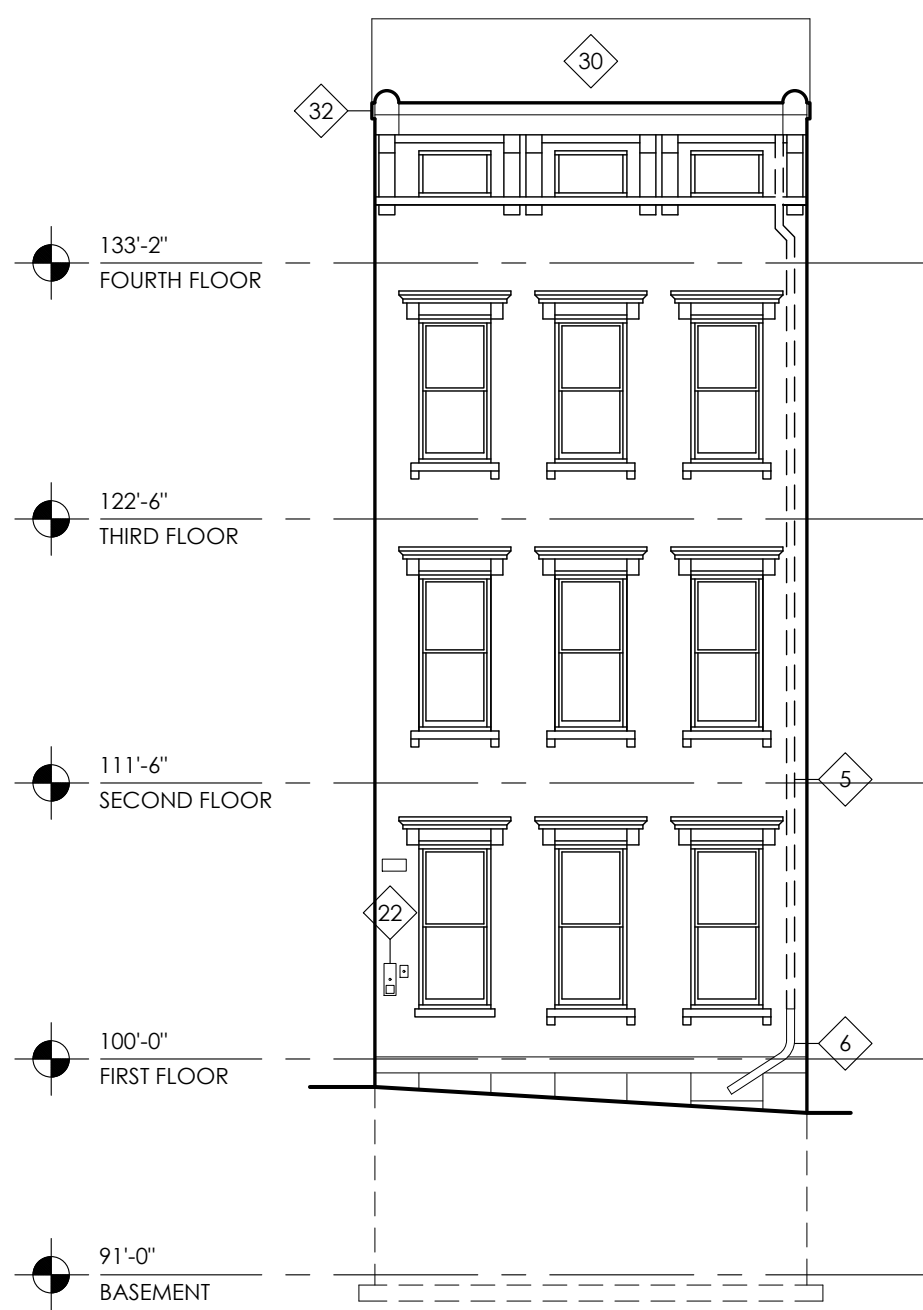 30
32
133'-2"
FOURTH FLOOR
122'-6"
THIRD FLOOR
111'-6"
SECOND FLOOR
5
22
100'-0"
FIRST FLOOR
6
91'-0"
BASEMENT